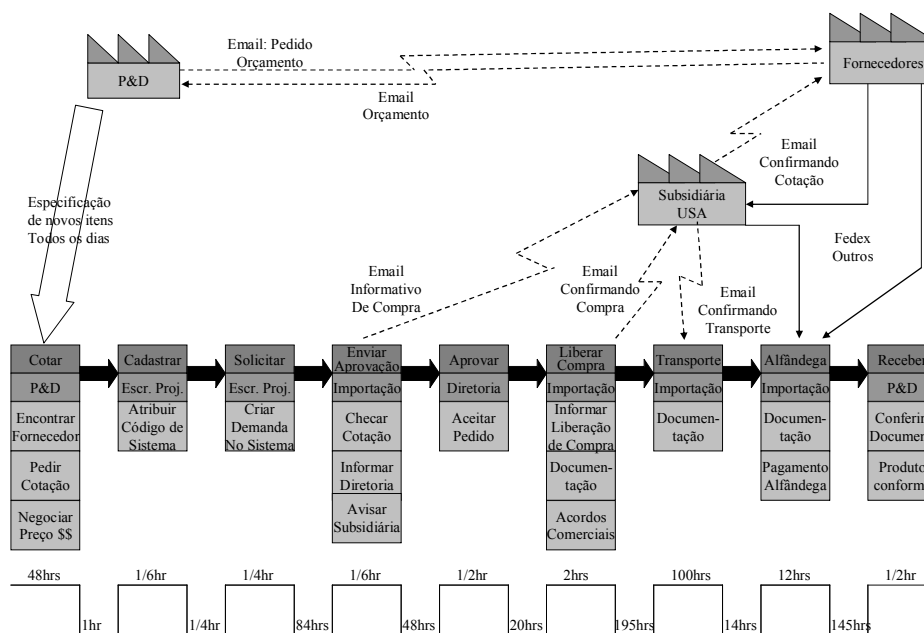 Email: Pedido
Orçamento
P&D
Fornecedores
Email
Orçamento
Email
Confirmando
Cotação
Subsidiária
USA
Especificação
de novos itens
Todos os dias
Fedex
Outros
Email
Informativo
De Compra
Email
Confirmando
Compra
Email
Confirmando
Transporte
Cotar
P&D
Encontrar
Fornecedor
Pedir
Cotação
Negociar
Preço $$
Cadastrar
Escr. Proj.
Atribuir
Código de
Sistema
Solicitar
Escr. Proj.
Criar
Demanda
No Sistema
Enviar
Aprovação
Importação
Checar
Cotação
Informar
Diretoria
Avisar
Subsidiária
Aprovar
Diretoria
Aceitar
Pedido
Liberar
Compra
Importação
Informar
Liberação
de Compra
Documen-
tação
Acordos
Comerciais
Transporte
Importação
Documen-
tação
Alfândega
Importação
Documen-
tação
Pagamento
Alfândega
Receber
P&D
Conferir
Documen
Produto
conform
48hrs
1/6hr
1/4hr
1/6hr
1/2hr
2hrs
100hrs
12hrs
1/2hr
1hr
1/4hr
84hrs
48hrs
20hrs
195hrs
14hrs
145hrs